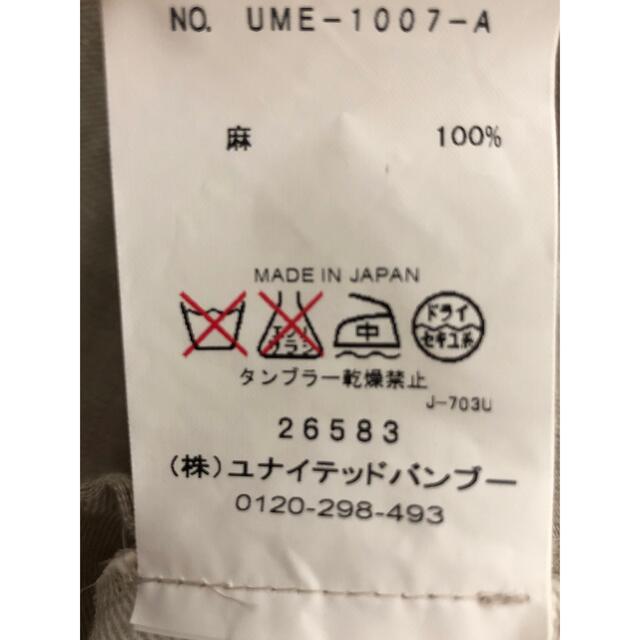 NO. UME-1007-A
麻 100%
MADE IN JAPAN
エンソ
サラシ
中
ドライ
セキユ系
タンブラー乾燥禁止
J-703U
26583
(株)ユナイテッドバンブー
0120-298-493